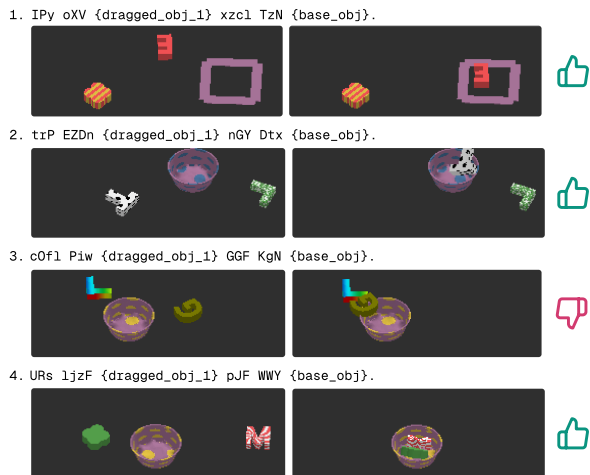 1. IPy oXV {dragged_obj_1} xzcl TzN {base_obj}.
2. trP EZDn {dragged_obj_1} nGY Dtx {base_obj}.
3. cOfl Piw {dragged_obj_1} GGF KgN {base_obj}.
4. URs ljzF {dragged_obj_1} pJF WWY {base_obj}.